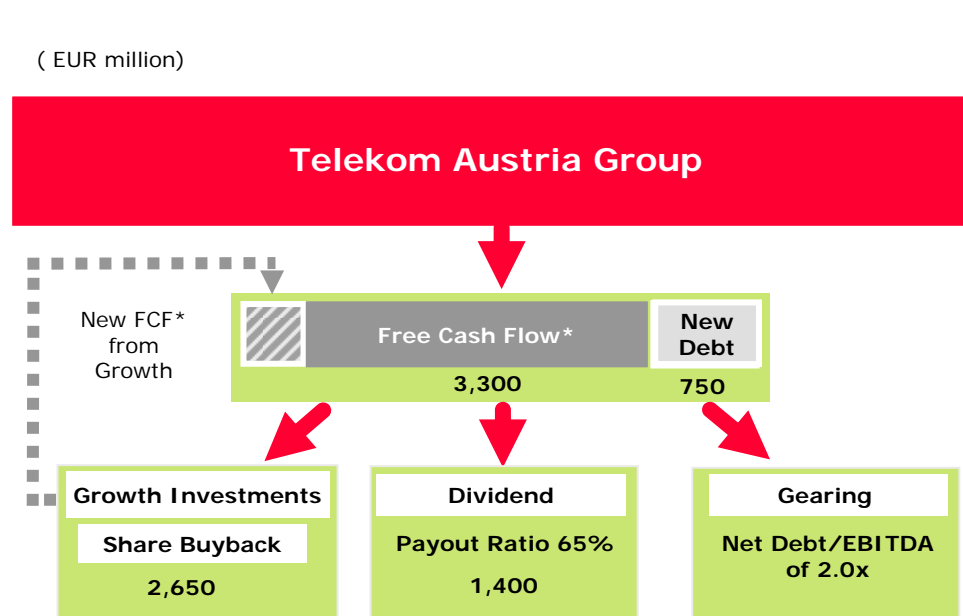 ( EUR million)
Telekom Austria Group
New FCF*
from
Growth
Free Cash Flow*
New
Debt
3,300
750
Growth Investments
Share Buyback
2,650
Dividend
Payout Ratio 65%
1,400
Gearing
Net Debt/EBITDA
of 2.0x